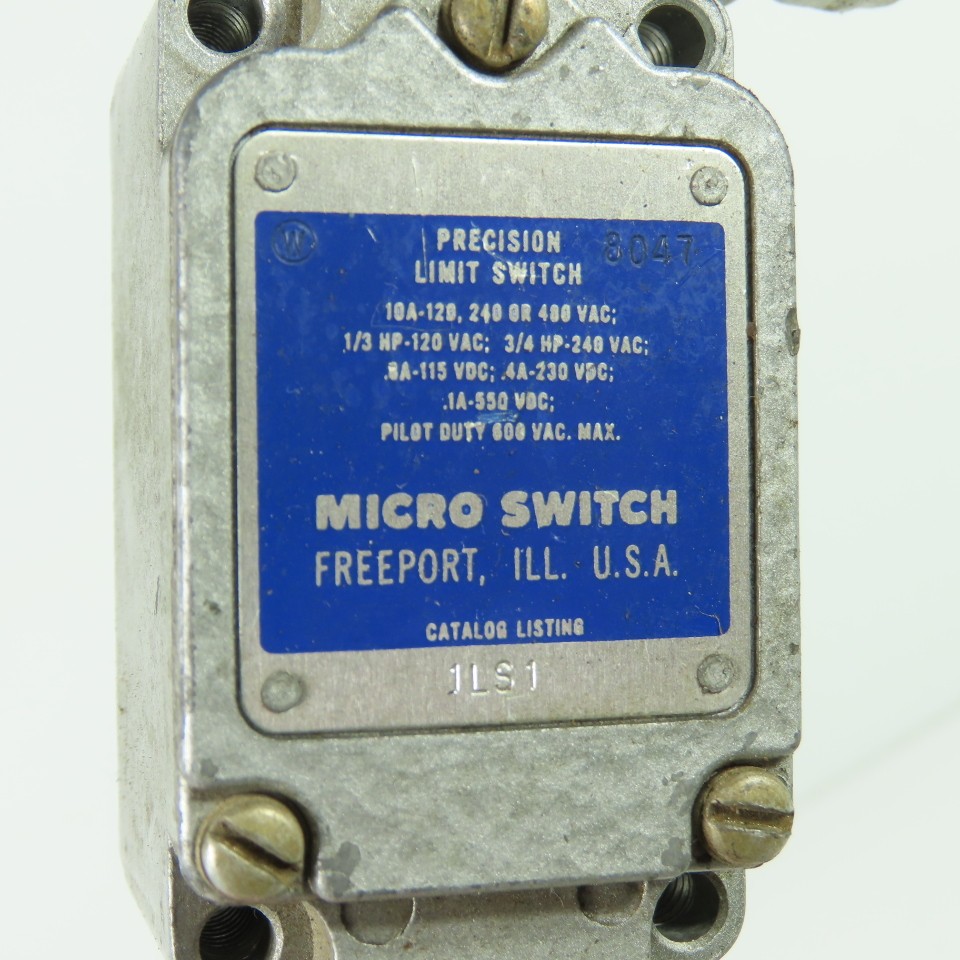 W
PRECISION 8047
LIMIT SWITCH
10A-120, 240 OR 480 VAC;
1/3 HP-120 VAC; 3/4 HP-240 VAC;
.8A-115 VDC; .4A-230 VDC;
.1A-550 VDC;
PILOT DUTY 600 VAC. MAX.
MICRO SWITCH
FREEPORT, ILL. U.S.A.
CATALOG LISTING
1LS1